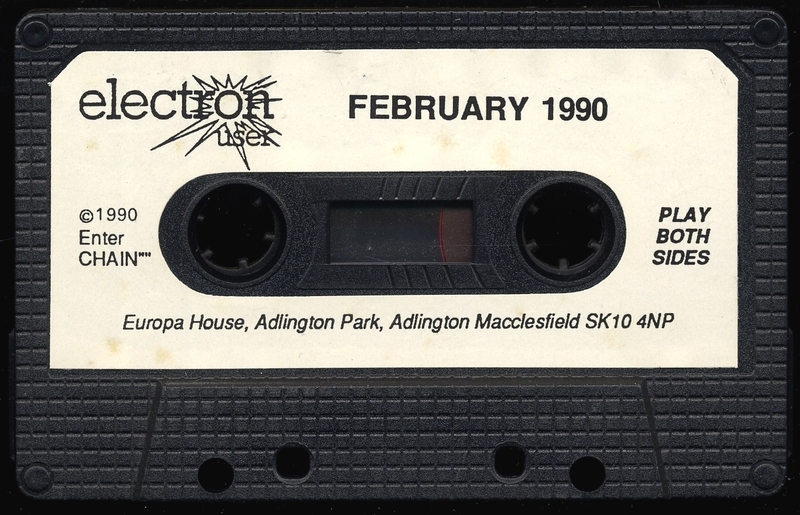 electron
user
FEBRUARY 1990
©1990
Enter
CHAIN""
PLAY
BOTH
SIDES
Europa House, Adlington Park, Adlington Macclesfield SK10 4NP